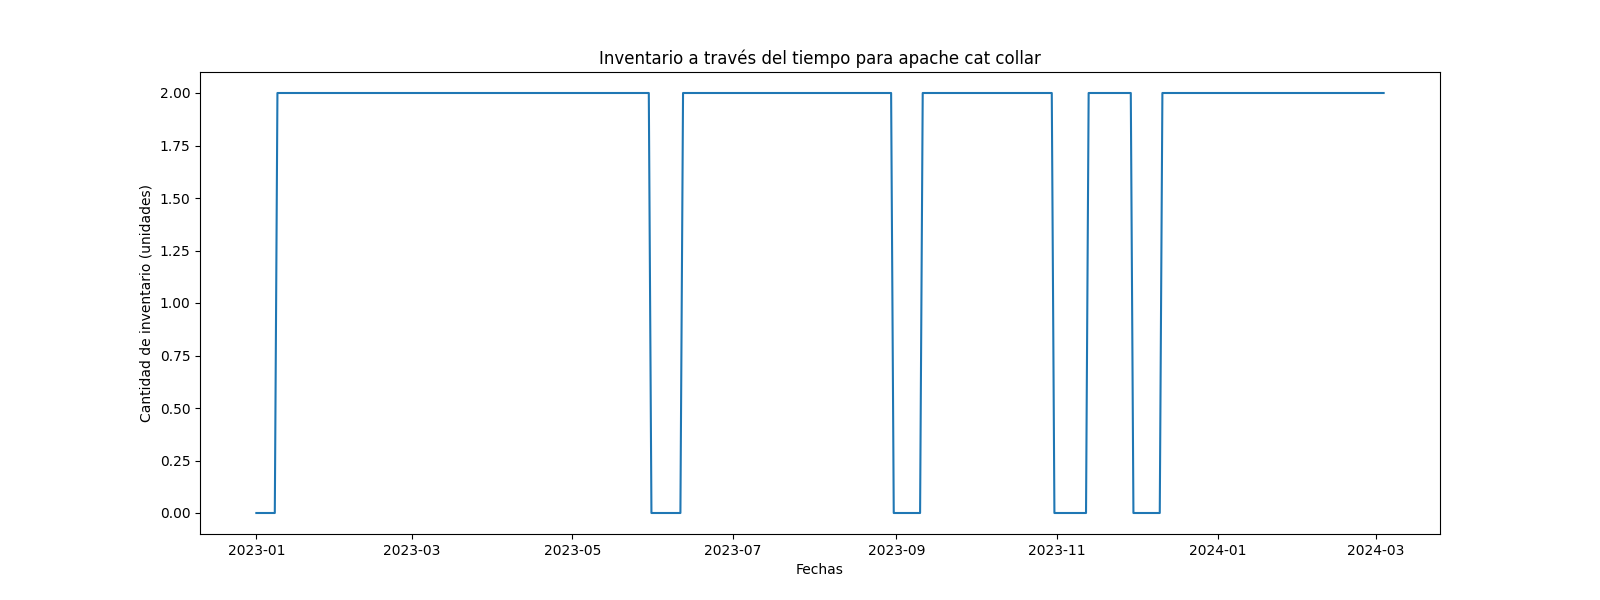 Inventario a través del tiempo para apache cat collar
Cantidad de inventario (unidades)
2.00
1.75
1.50
1.25
1.00
0.75
0.50
0.25
0.00
2023-01 2023-03 2023-05 2023-07 2023-09 2023-11 2024-01 2024-03
Fechas